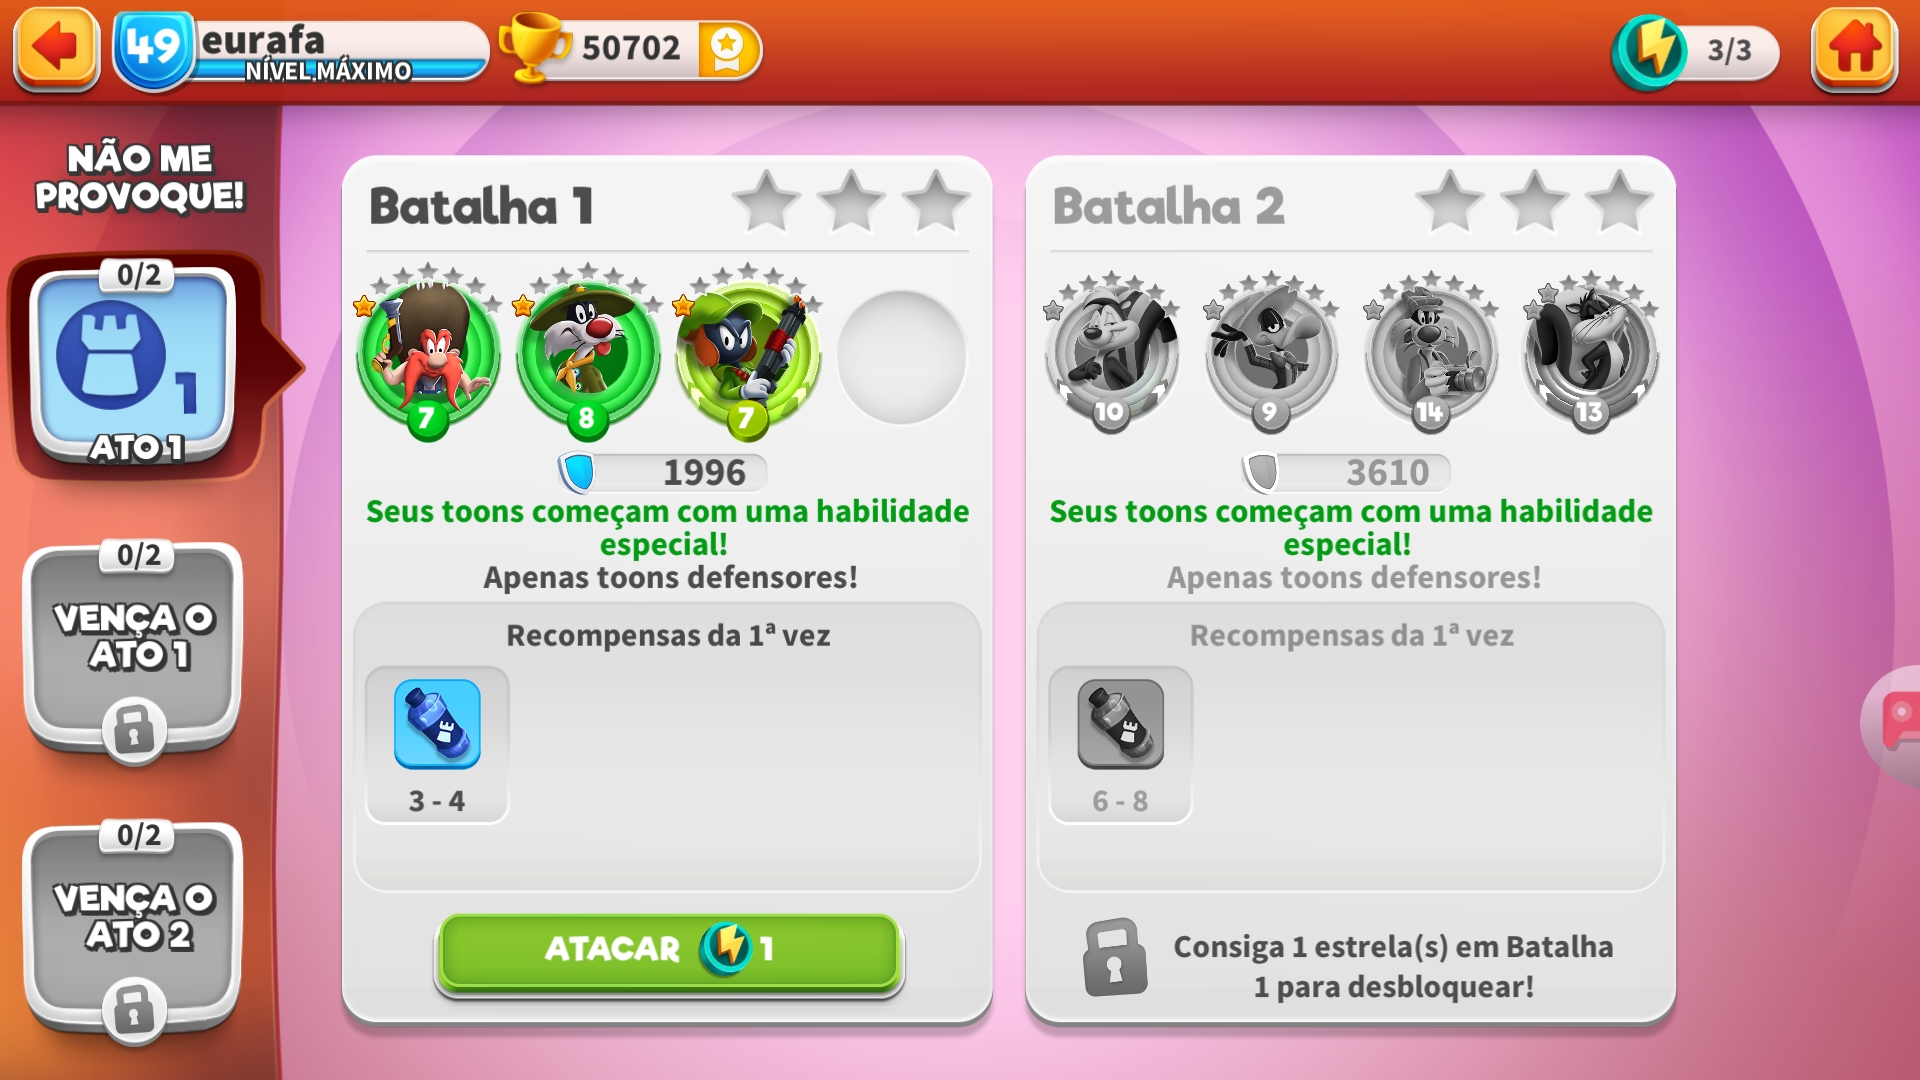 49
eurafa
NÍVEL MÁXIMO
50702
3/3
NÃO ME
PROVOQUE!
0/2
1
ATO 1
0/2
VENÇA O
ATO 1
0/2
VENÇA O
ATO 2
Batalha 1
7
8
7
1996
Seus toons começam com uma habilidade
especial!
Apenas toons defensores!
Recompensas da 1ª vez
3 - 4
ATACAR 1
Batalha 2
10
9
14
13
3610
Seus toons começam com uma habilidade
especial!
Apenas toons defensores!
Recompensas da 1ª vez
6 - 8
Consiga 1 estrela(s) em Batalha
1 para desbloquear!